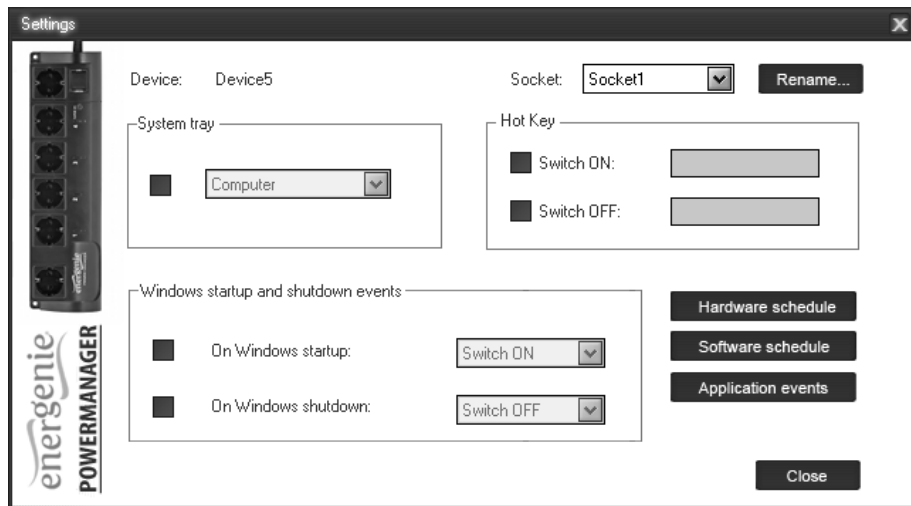 Settings
Device: Device5
Socket: Socket1
Rename...
System tray
Computer
Hot Key
Switch ON:
Switch OFF:
Windows startup and shutdown events
On Windows startup: Switch ON
On Windows shutdown: Switch OFF
Hardware schedule
Software schedule
Application events
Close
energenie
energenie
POWERMANAGER